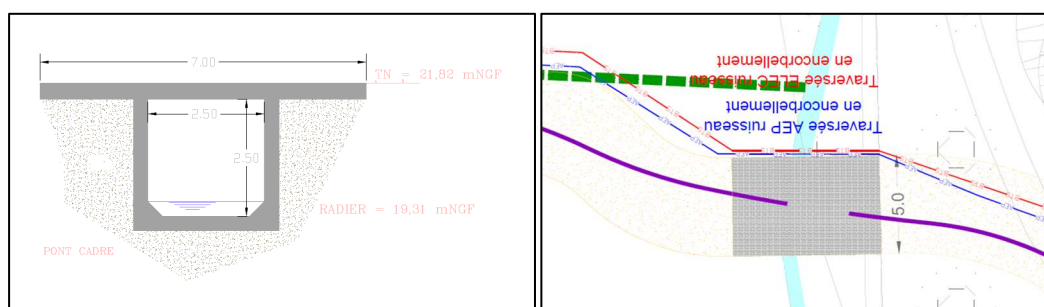 7.00
TN = 21,82 mNGF
2.50
2.50
RADIER = 19,31 mNGF
PONT CADRE
Traversée ELEC ruisseau
en encorbellement
Traversée AEP ruisseau
en encorbellement
5.0